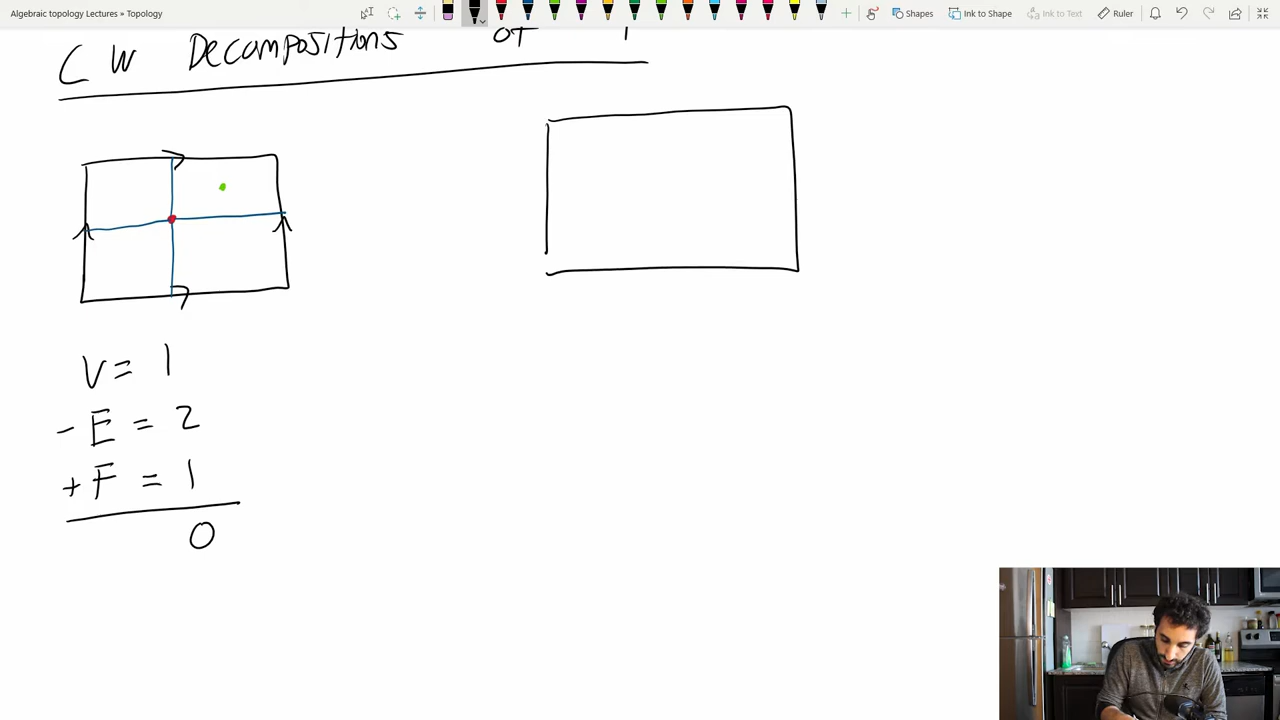 Algebraic topology Lectures » Topology
Shapes
Ink to Shape
Ink to Text
Ruler
CW Decompositions of
V = 1
- E = 2
+ F = 1
0